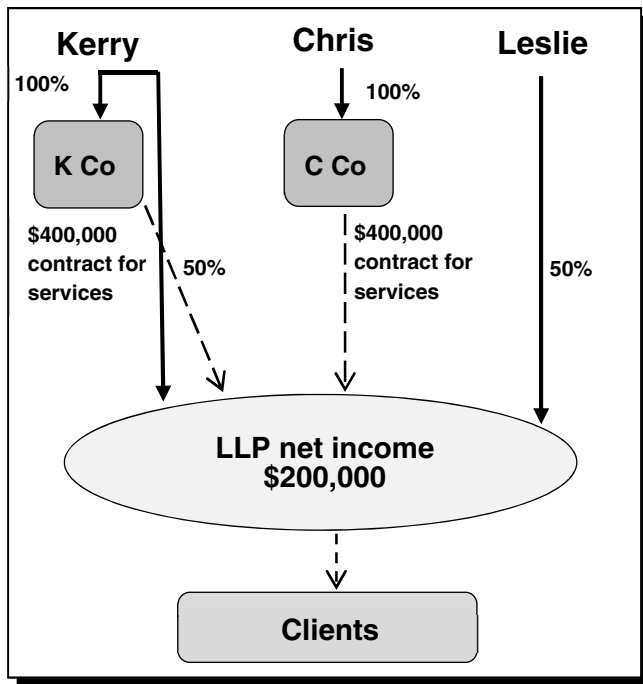 Kerry
Chris
Leslie
100%
100%
K Co
C Co
$400,000
contract for
services
50%
$400,000
contract for
services
50%
LLP net income
$200,000
Clients